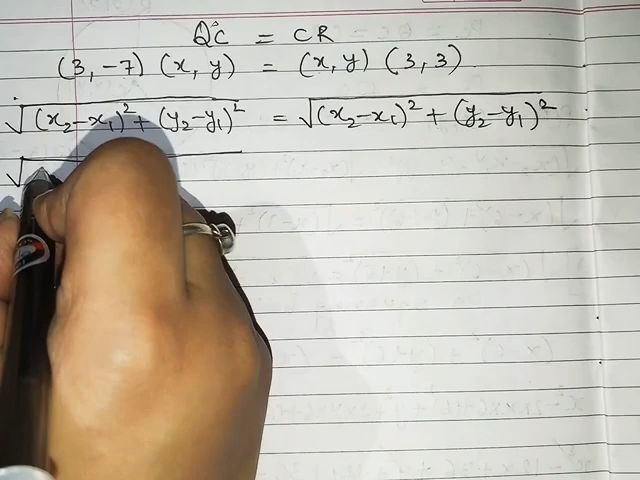 QC = CR
(3, -7) (x, y) = (x, y) (3, 3)
√(x₂-x₁)²+(y₂-y₁)² = √(x₂-x₁)²+(y₂-y₁)²
√